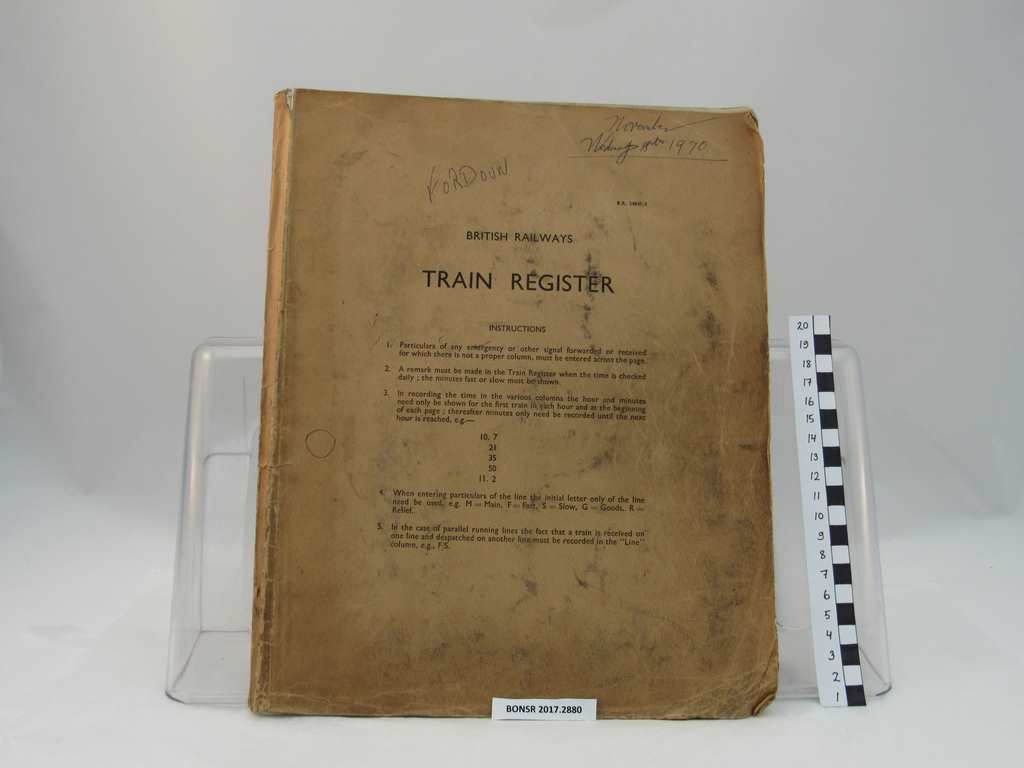 November
1970
FORDOUN
BRITISH RAILWAYS
TRAIN REGISTER
INSTRUCTIONS
1. Particulars of any emergency or other signal forwarded or received
for which there is not a proper column, must be entered across the page.
2. A remark must be made in the Train Register when the time is checked
daily ; the minutes fast or slow must be shown.
3. In recording the time in the various columns the hour and minutes
need only be shown for the first train in each hour and at the beginning
of each page ; thereafter minutes only need be recorded until the next
hour is reached, e.g.—
10. 7
21
35
50
11. 2
4. When entering particulars of the line the initial letter only of the line
need be used, e.g. M = Main, F = Fast, S = Slow, G = Goods, R =
Relief.
5. In the case of parallel running lines the fact that a train is received on
one line and despatched on another line must be recorded in the "Line"
column, e.g., F-S.
BONSR 2017.2880
20
19
18
17
16
15
14
13
12
11
10
9
8
7
6
5
4
3
2
1